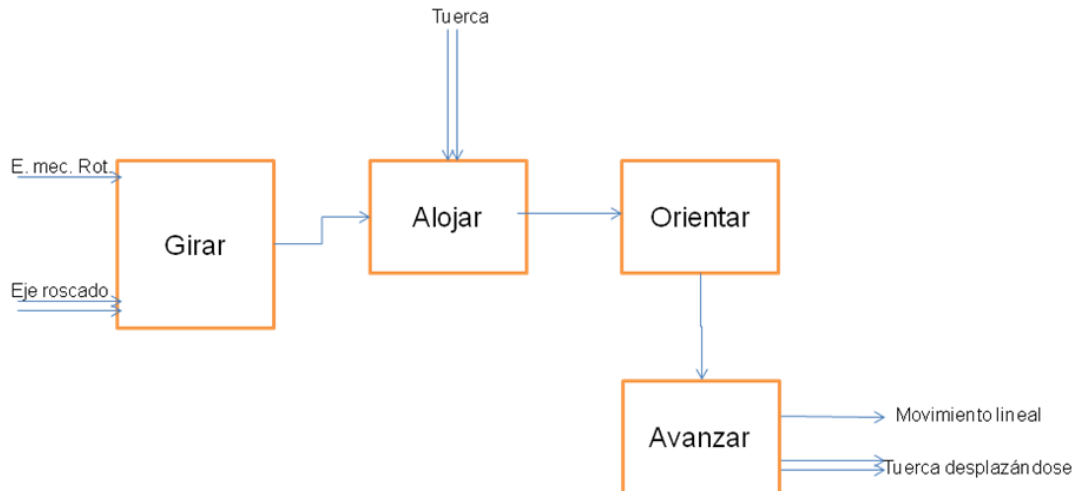 Tuerca
E. mec. Rot.
Alojar
Orientar
Girar
Eje roscado
Avanzar
Movimiento lineal
Tuerca desplazándose